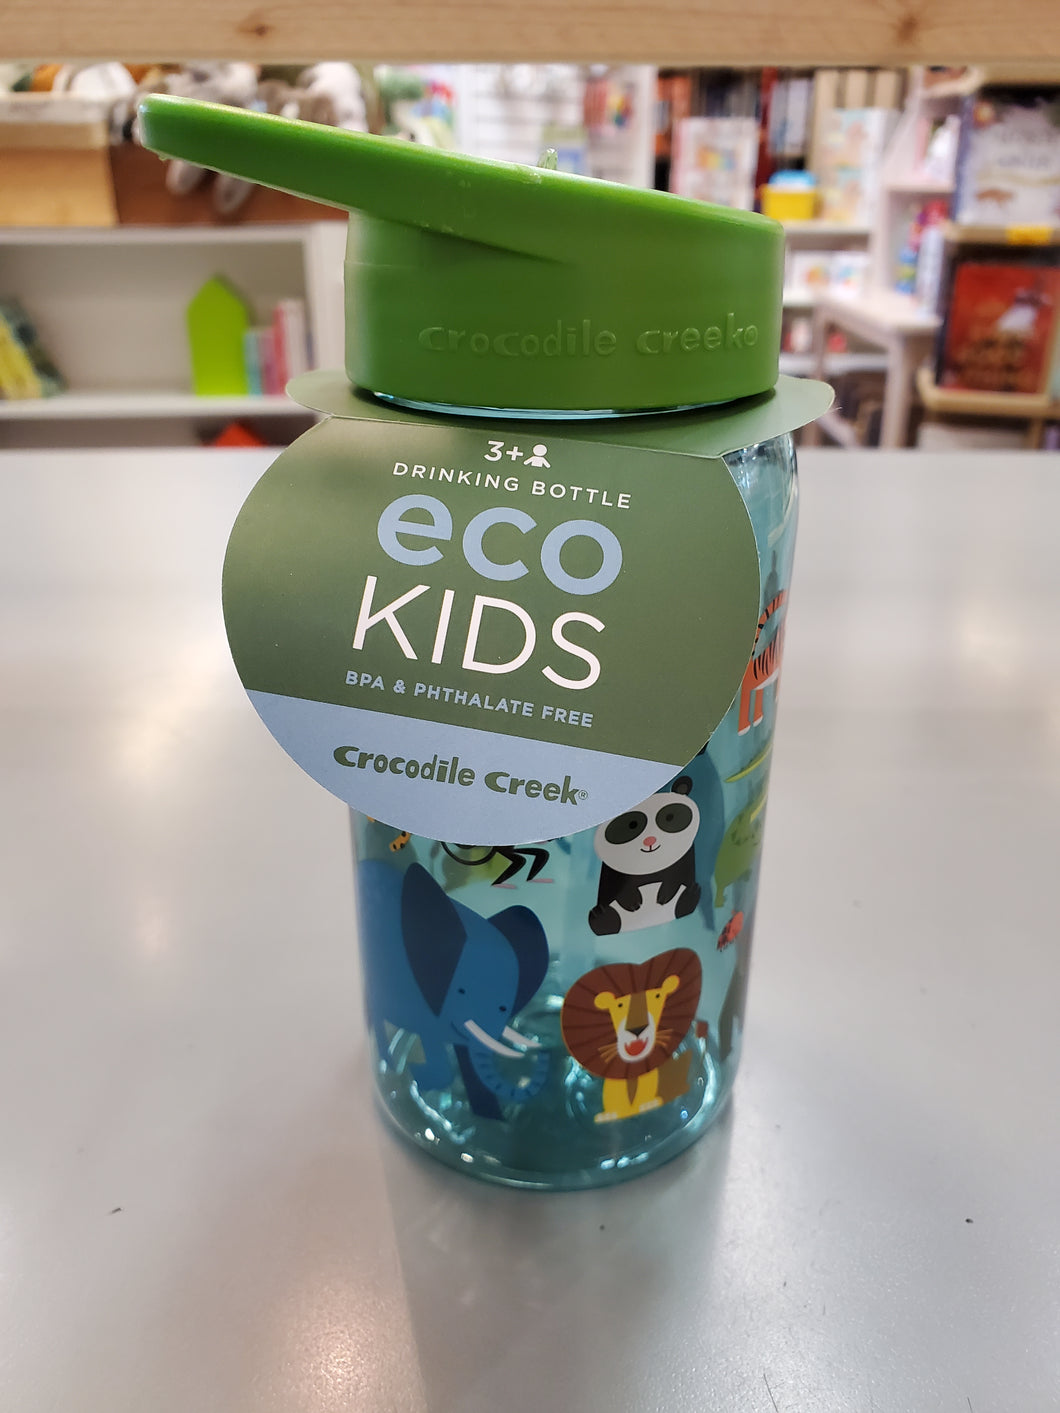 crocodile creek
3+
DRINKING BOTTLE
eco
KIDS
BPA & PHTHALATE FREE
Crocodile Creek®